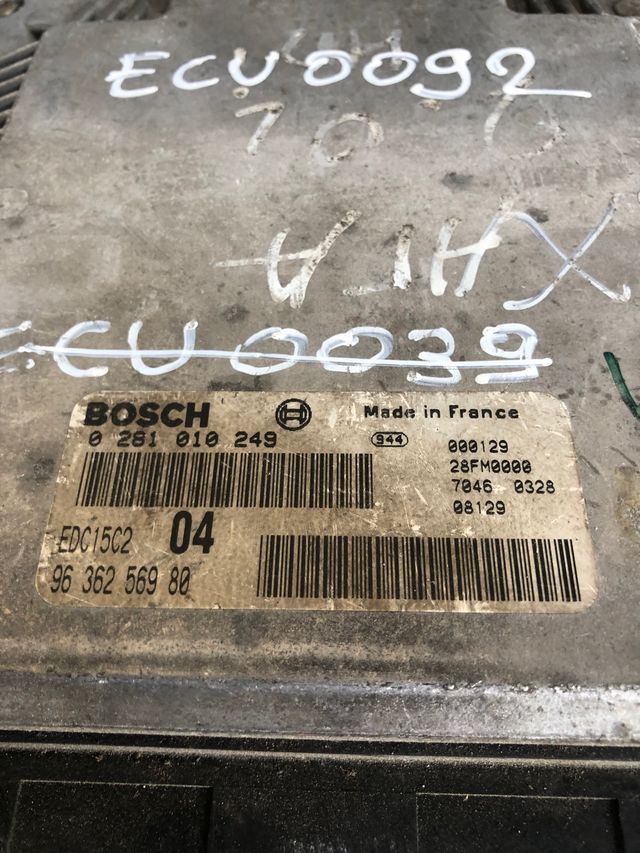 ECU0092
ECU0039
BOSCH Made in France
0 281 010 249 944 000129
28FM0000
7046 0328
08129
EDC15C2 04
96 362 569 80